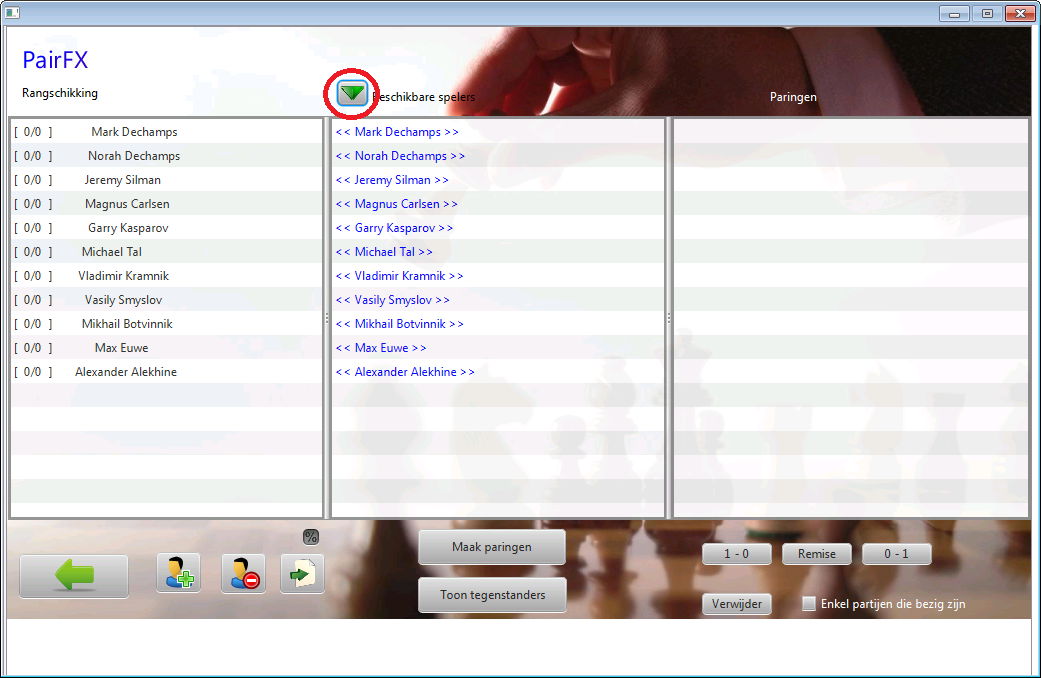 PairFX
Rangschikking
Beschikbare spelers
Paringen
[ 0/0 ] Mark Dechamps
[ 0/0 ] Norah Dechamps
[ 0/0 ] Jeremy Silman
[ 0/0 ] Magnus Carlsen
[ 0/0 ] Garry Kasparov
[ 0/0 ] Michael Tal
[ 0/0 ] Vladimir Kramnik
[ 0/0 ] Vasily Smyslov
[ 0/0 ] Mikhail Botvinnik
[ 0/0 ] Max Euwe
[ 0/0 ] Alexander Alekhine
<< Mark Dechamps >>
<< Norah Dechamps >>
<< Jeremy Silman >>
<< Magnus Carlsen >>
<< Garry Kasparov >>
<< Michael Tal >>
<< Vladimir Kramnik >>
<< Vasily Smyslov >>
<< Mikhail Botvinnik >>
<< Max Euwe >>
<< Alexander Alekhine >>
%
Maak paringen
Toon tegenstanders
1 - 0
Remise
0 - 1
Verwijder
Enkel partijen die bezig zijn